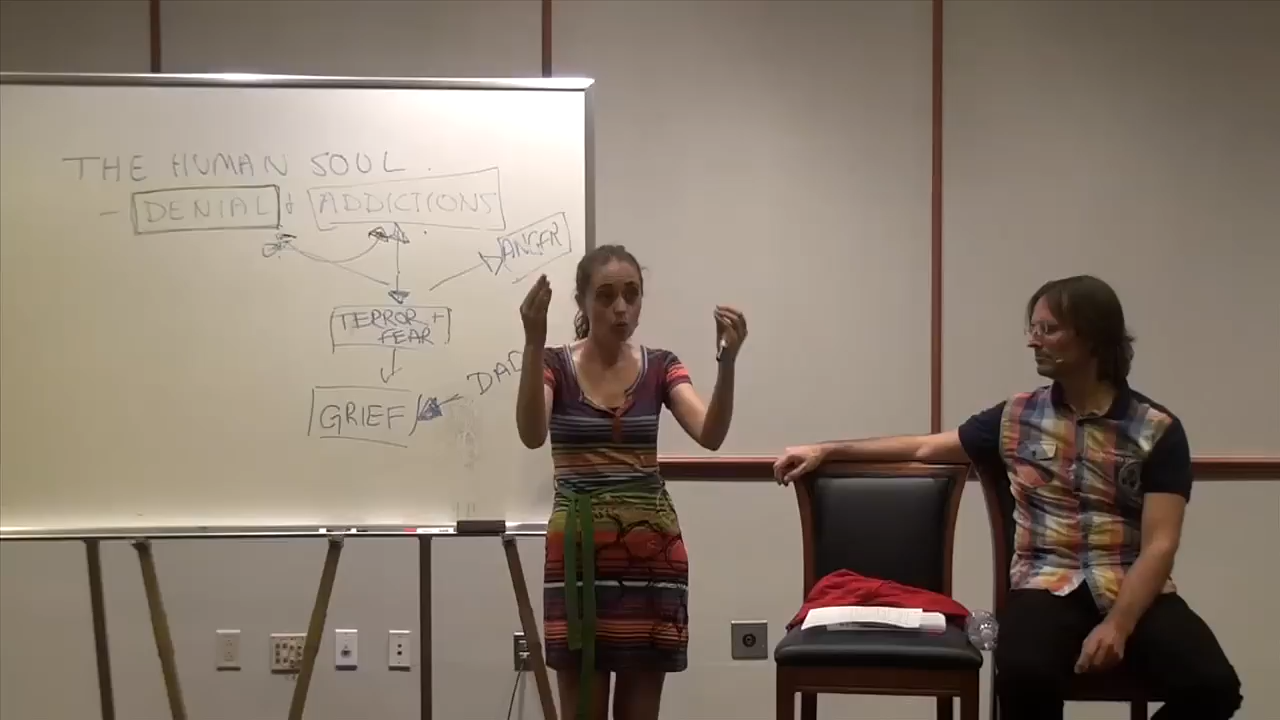 THE HUMAN SOUL.
- DENIAL & ADDICTIONS
ANGER
TERROR +
FEAR
DAD
GRIEF